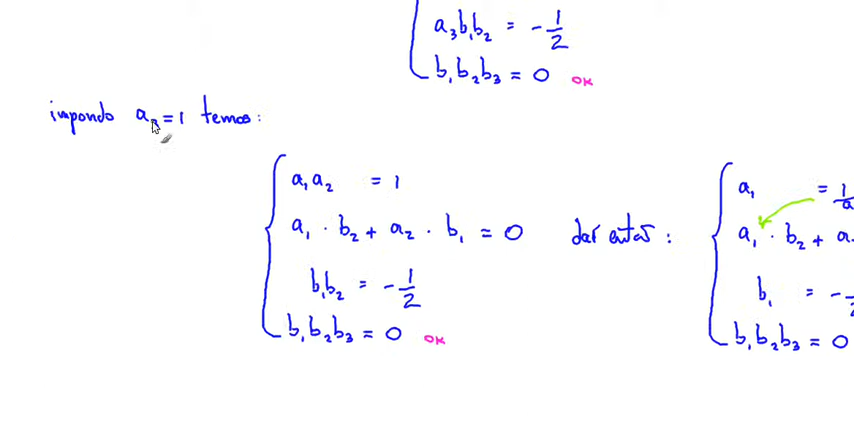 a₃b₁b₂ = -1/2
b₁b₂b₃ = 0 OK
impondo a₃=1 temos:
a₁a₂ = 1
a₁ · b₂ + a₂ · b₁ = 0
b₁b₂ = -1/2
b₁b₂b₃ = 0 OK
daí então:
a₁ = 1/a
a₁ · b₂ + a
b₁ = -
b₁b₂b₃ = 0